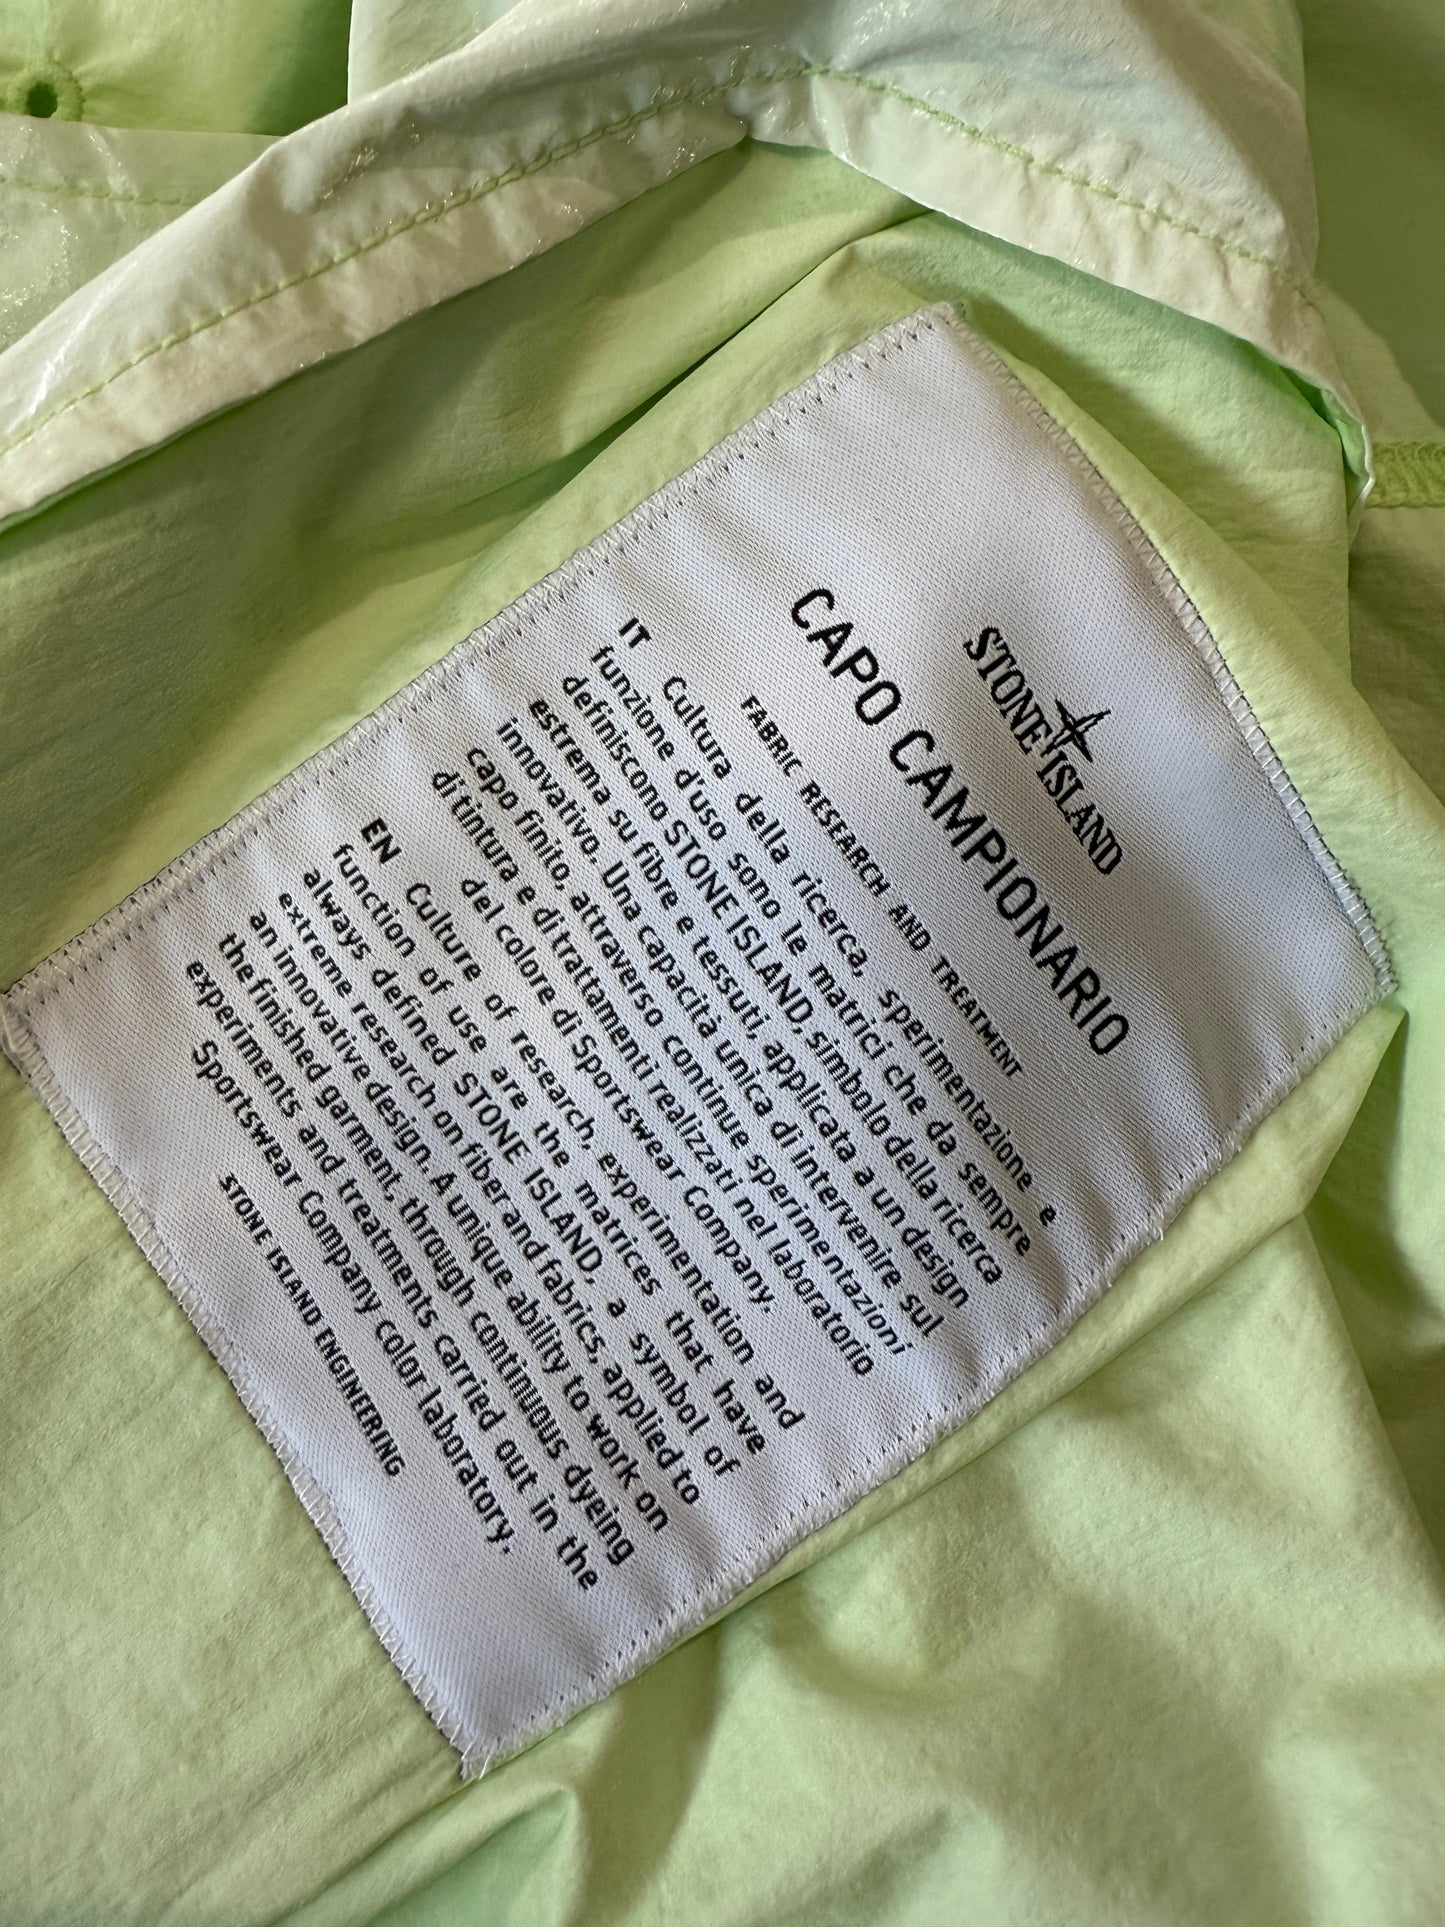 STONE ISLAND
CAPO CAMPIONARIO
FABRIC RESEARCH AND TREATMENT
IT Cultura della ricerca, sperimentazione e
funzione d'uso sono le matrici che da sempre
definiscono STONE ISLAND, simbolo della ricerca
estrema su fibre e tessuti, applicata a un design
innovativo. Una capacità unica di intervenire sul
capo finito, attraverso continue sperimentazioni
di tintura e di trattamenti realizzati nel laboratorio
del colore di Sportswear Company.
EN Culture of research, experimentation and
function of use are the matrices that have
always defined STONE ISLAND, a symbol of
extreme research on fiber and fabrics, applied to
an innovative design. A unique ability to work on
the finished garment, through continuous dyeing
experiments and treatments carried out in the
Sportswear Company color laboratory.
STONE ISLAND ENGINEERING